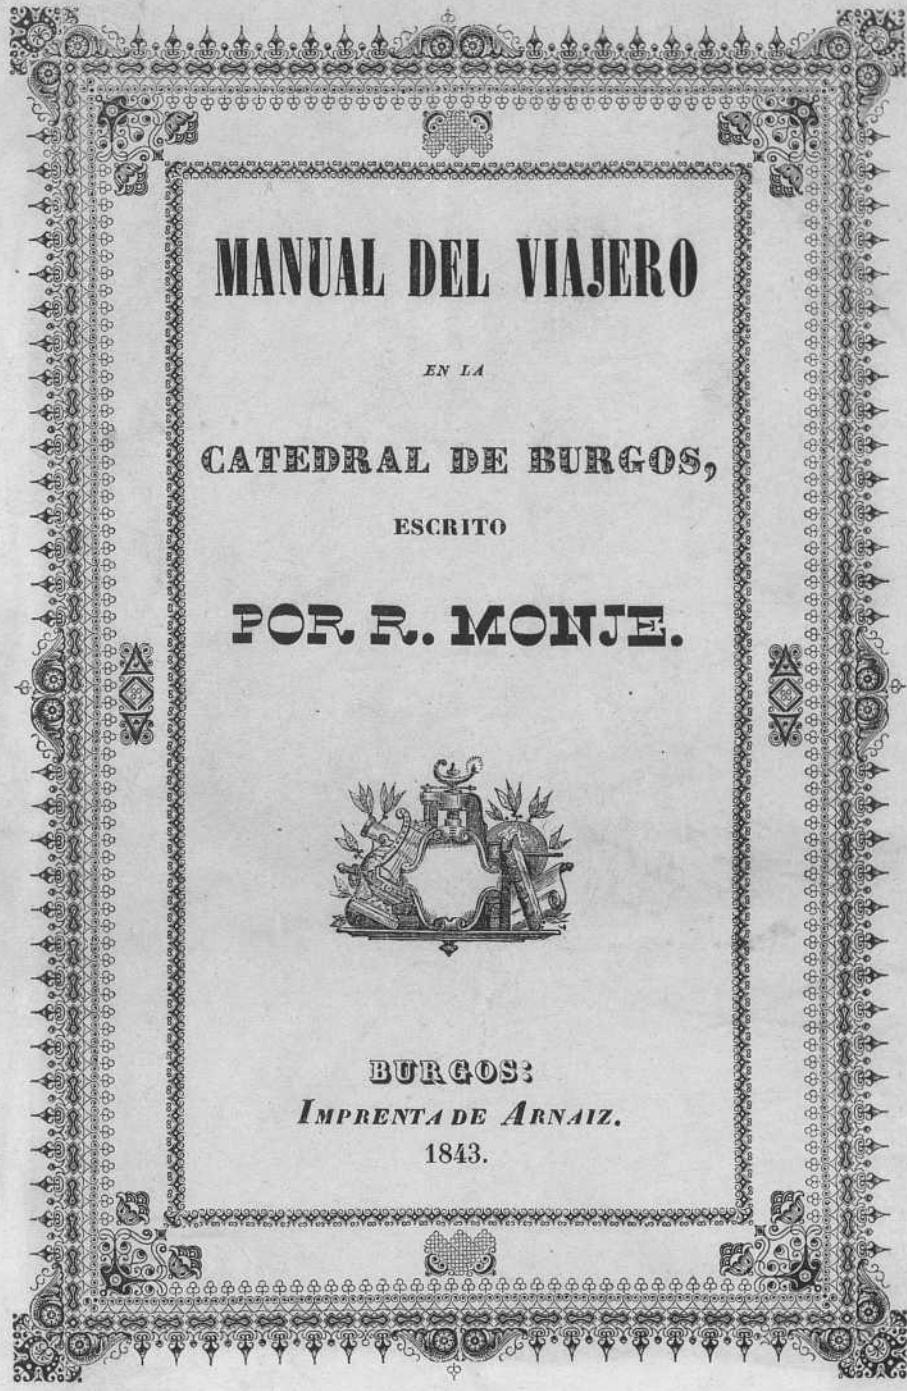 MANUAL DEL VIAJERO
EN LA
CATEDRAL DE BURGOS,
ESCRITO
POR R. MONJE.
BURGOS:
IMPRENTA DE ARNAIZ.
1843.